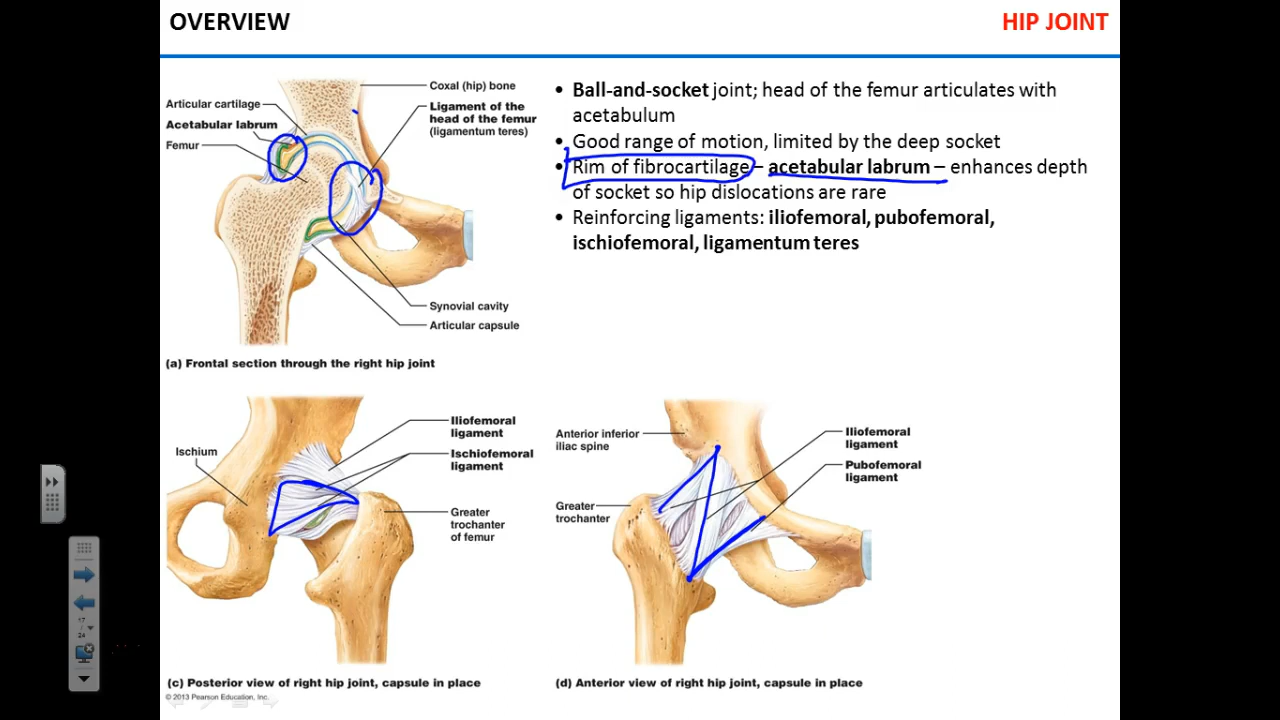 OVERVIEW
HIP JOINT
Coxal (hip) bone
Articular cartilage
Ligament of the
head of the femur
(ligamentum teres)
Acetabular labrum
Femur
Synovial cavity
Articular capsule
(a) Frontal section through the right hip joint
• Ball-and-socket joint; head of the femur articulates with
acetabulum
• Good range of motion, limited by the deep socket
• Rim of fibrocartilage – acetabular labrum – enhances depth
of socket so hip dislocations are rare
• Reinforcing ligaments: iliofemoral, pubofemoral,
ischiofemoral, ligamentum teres
Iliofemoral
ligament
Ischium
Ischiofemoral
ligament
Greater
trochanter
of femur
(c) Posterior view of right hip joint, capsule in place
© 2013 Pearson Education, Inc.
Anterior inferior
iliac spine
Iliofemoral
ligament
Pubofemoral
ligament
Greater
trochanter
(d) Anterior view of right hip joint, capsule in place
17
/
24